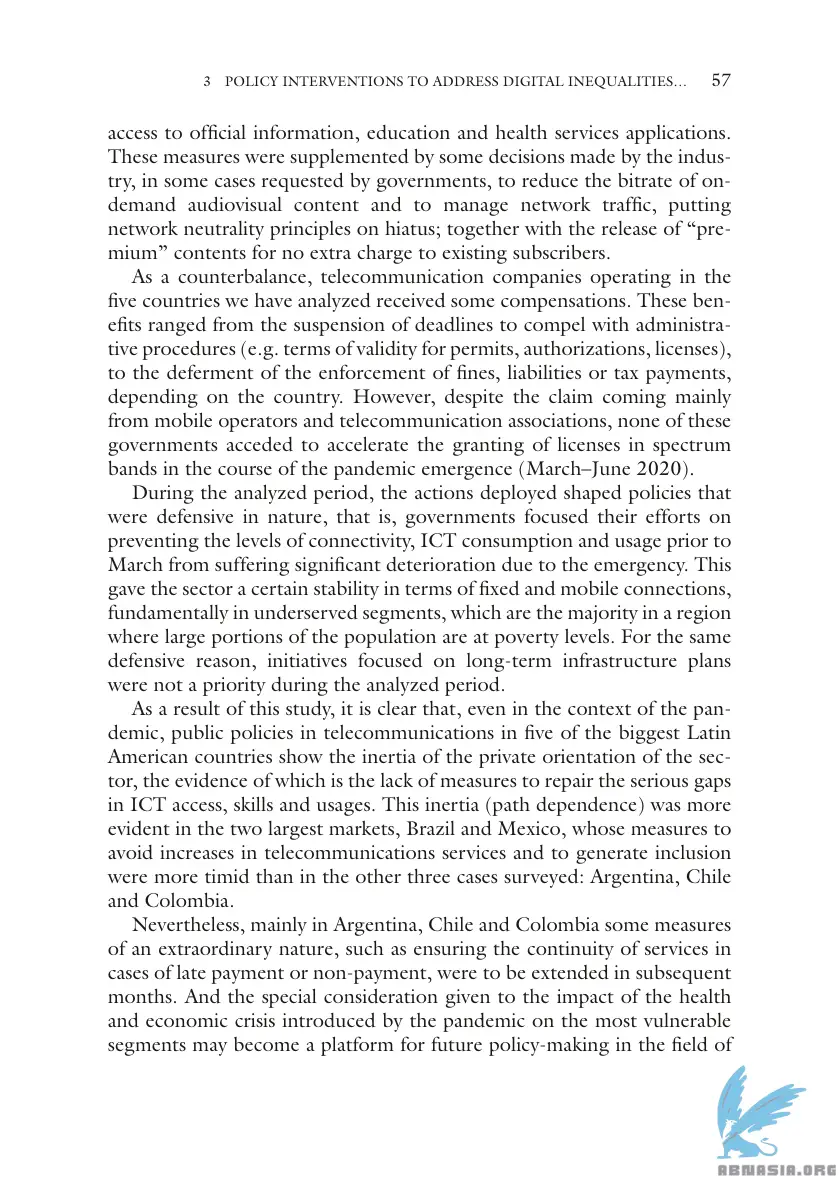 3 POLICY INTERVENTIONS TO ADDRESS DIGITAL INEQUALITIES… 57
access to official information, education and health services applications.
These measures were supplemented by some decisions made by the indus-
try, in some cases requested by governments, to reduce the bitrate of on-
demand audiovisual content and to manage network traffic, putting
network neutrality principles on hiatus; together with the release of “pre-
mium” contents for no extra charge to existing subscribers.
As a counterbalance, telecommunication companies operating in the
five countries we have analyzed received some compensations. These ben-
efits ranged from the suspension of deadlines to compel with administra-
tive procedures (e.g. terms of validity for permits, authorizations, licenses),
to the deferment of the enforcement of fines, liabilities or tax payments,
depending on the country. However, despite the claim coming mainly
from mobile operators and telecommunication associations, none of these
governments acceded to accelerate the granting of licenses in spectrum
bands in the course of the pandemic emergence (March–June 2020).
During the analyzed period, the actions deployed shaped policies that
were defensive in nature, that is, governments focused their efforts on
preventing the levels of connectivity, ICT consumption and usage prior to
March from suffering significant deterioration due to the emergency. This
gave the sector a certain stability in terms of fixed and mobile connections,
fundamentally in underserved segments, which are the majority in a region
where large portions of the population are at poverty levels. For the same
defensive reason, initiatives focused on long-term infrastructure plans
were not a priority during the analyzed period.
As a result of this study, it is clear that, even in the context of the pan-
demic, public policies in telecommunications in five of the biggest Latin
American countries show the inertia of the private orientation of the sec-
tor, the evidence of which is the lack of measures to repair the serious gaps
in ICT access, skills and usages. This inertia (path dependence) was more
evident in the two largest markets, Brazil and Mexico, whose measures to
avoid increases in telecommunications services and to generate inclusion
were more timid than in the other three cases surveyed: Argentina, Chile
and Colombia.
Nevertheless, mainly in Argentina, Chile and Colombia some measures
of an extraordinary nature, such as ensuring the continuity of services in
cases of late payment or non-payment, were to be extended in subsequent
months. And the special consideration given to the impact of the health
and economic crisis introduced by the pandemic on the most vulnerable
segments may become a platform for future policy-making in the field of
ABNASIA.ORG